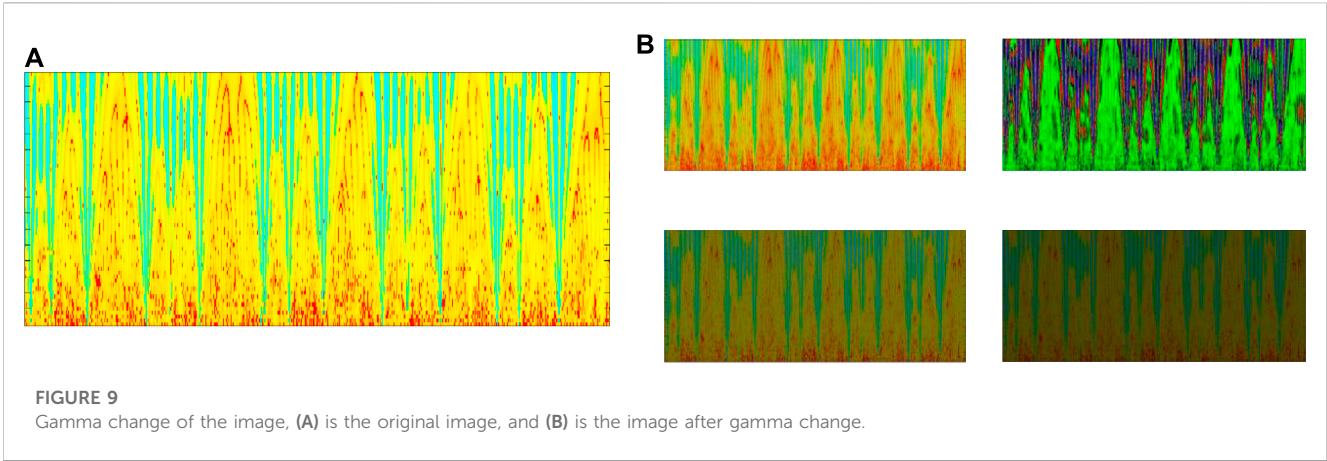 A
B
FIGURE 9
Gamma change of the image, (A) is the original image, and (B) is the image after gamma change.